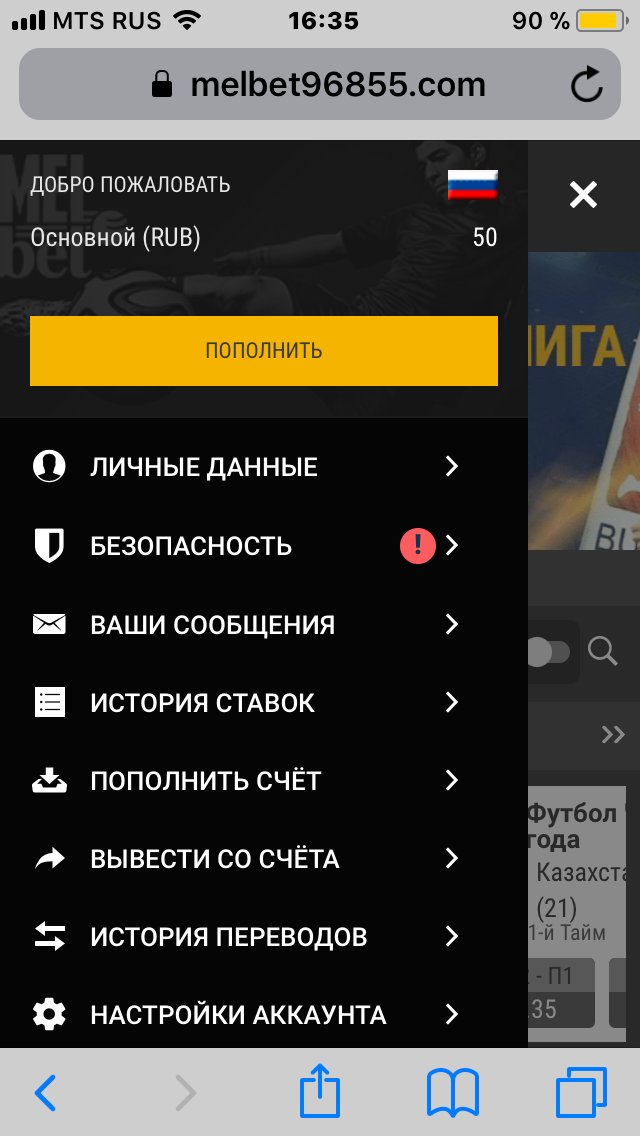 MTS RUS 16:35 90 %
melbet96855.com
MEL
bet
ДОБРО ПОЖАЛОВАТЬ
Основной (RUB) 50
ПОПОЛНИТЬ
ЛИЧНЫЕ ДАННЫЕ
БЕЗОПАСНОСТЬ !
ВАШИ СООБЩЕНИЯ
ИСТОРИЯ СТАВОК
ПОПОЛНИТЬ СЧЁТ
ВЫВЕСТИ СО СЧЁТА
ИСТОРИЯ ПЕРЕВОДОВ
НАСТРОЙКИ АККАУНТА
ИГА
Футбол
года
Казахста
(21)
1-й Тайм
- П1
.35